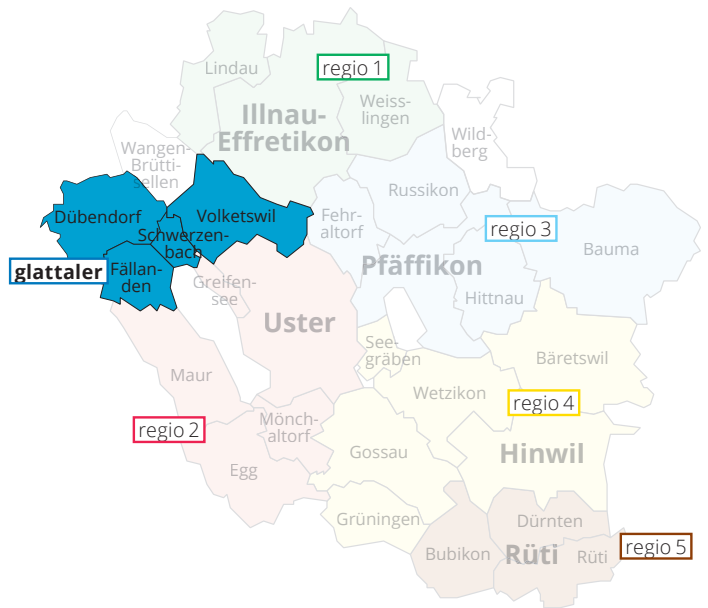 regio 1
Lindau
Illnau-
Effretikon
Weiss-
lingen
Wild-
berg
Wangen-
Brütti-
sellen
Russikon
Dübendorf
Volketswil
Fehr-
altorf
regio 3
Schwerzen-
bach
Bauma
glattaler
Fällan-
den
Pfäffikon
Greifen-
see
Hittnau
Uster
See-
gräben
Bäretswil
Maur
Wetzikon
regio 4
regio 2
Mönch-
altorf
Gossau
Hinwil
Egg
Grüningen
Dürnten
Bubikon
Rüti
Rüti
regio 5